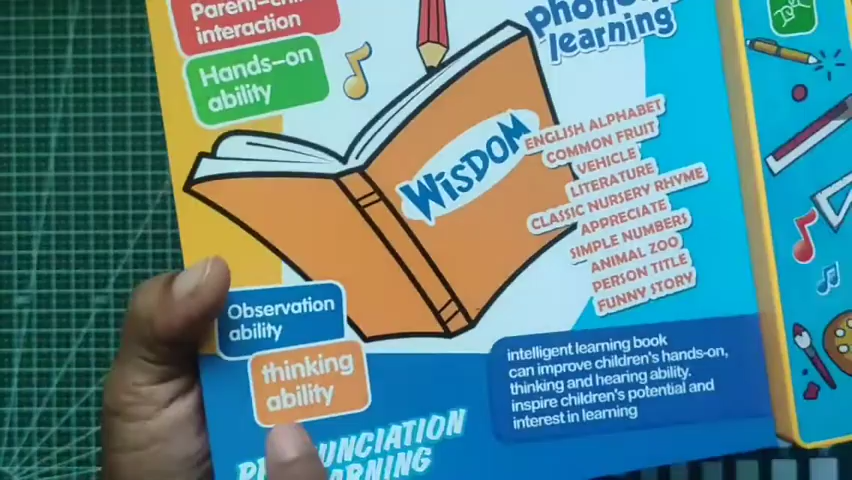 Parent-chi
interaction
Hands-on
ability
learning
WISDOM
ENGLISH ALPHABET
COMMON FRUIT
VEHICLE
LITERATURE
CLASSIC NURSERY RHYME
APPRECIATE
SIMPLE NUMBERS
ANIMAL ZOO
PERSON TITLE
FUNNY STORY
Observation
ability
thinking
ability
intelligent learning book
can improve children's hands-on,
thinking and hearing ability.
inspire children's potential and
interest in learning